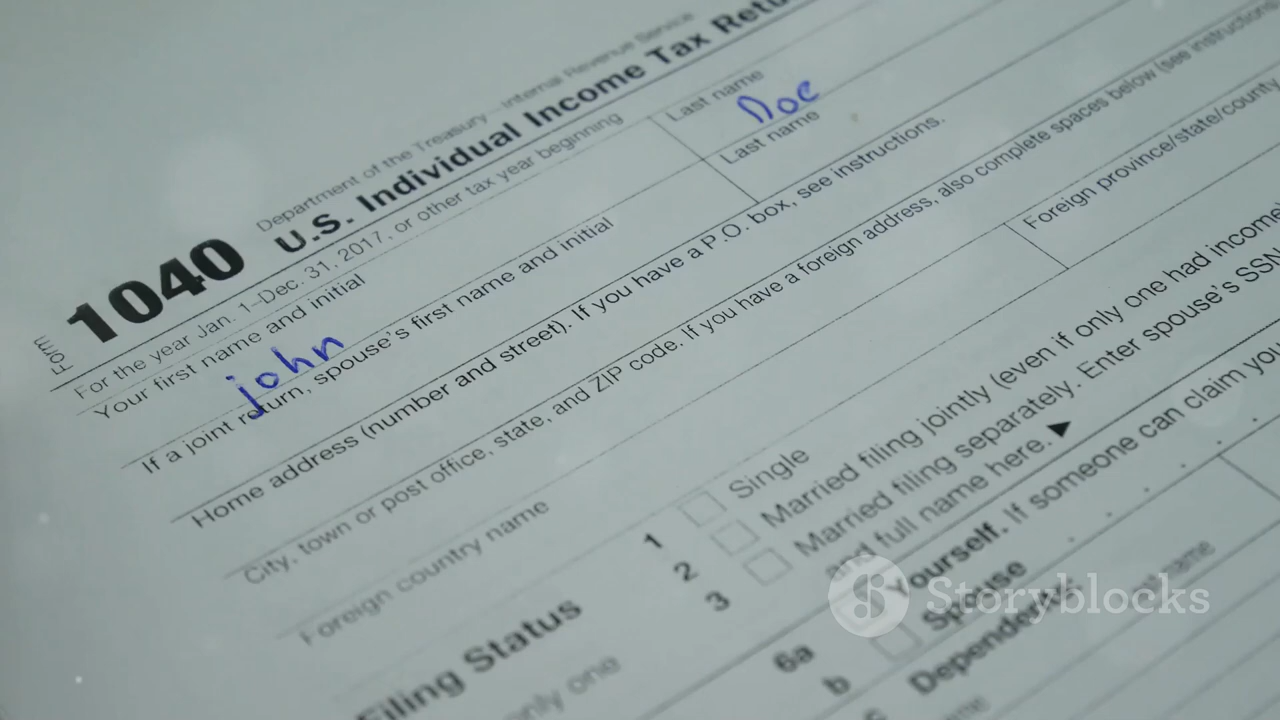 Department of the Treasury Internal Revenue Service
Form 1040 U.S. Individual Income Tax Retu
For the year Jan. 1–Dec. 31, 2017, or other tax year beginning
Your first name and initial Last name
john Doe
If a joint return, spouse's first name and initial Last name
Home address (number and street). If you have a P.O. box, see instructions.
City, town or post office, state, and ZIP code. If you have a foreign address, also complete spaces below (see instructions
Foreign country name Foreign province/state/county
Filing Status
only one
1 Single
2 Married filing jointly (even if only one had income
3 Married filing separately. Enter spouse's SSN
and full name here. ▶
6a Yourself. If someone can claim you
b Spouse
c Dependents
name
Storyblocks